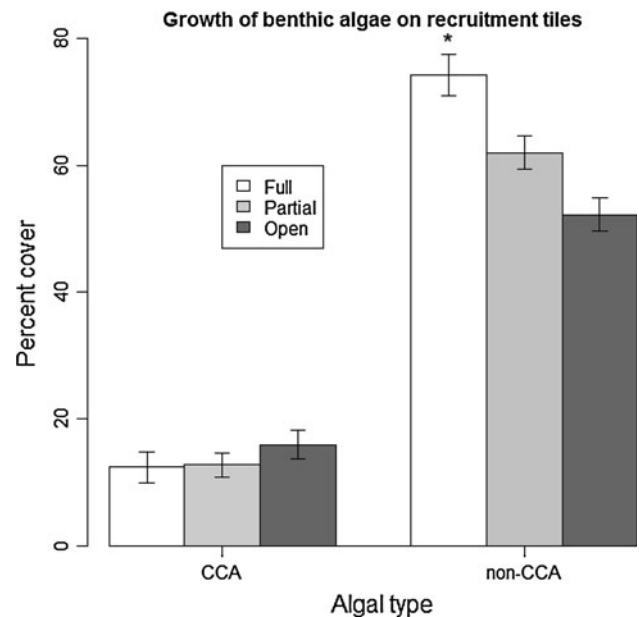 Growth of benthic algae on recruitment tiles
*
80
60
40
20
0
Percent cover
Full
Partial
Open
CCA
non-CCA
Algal type